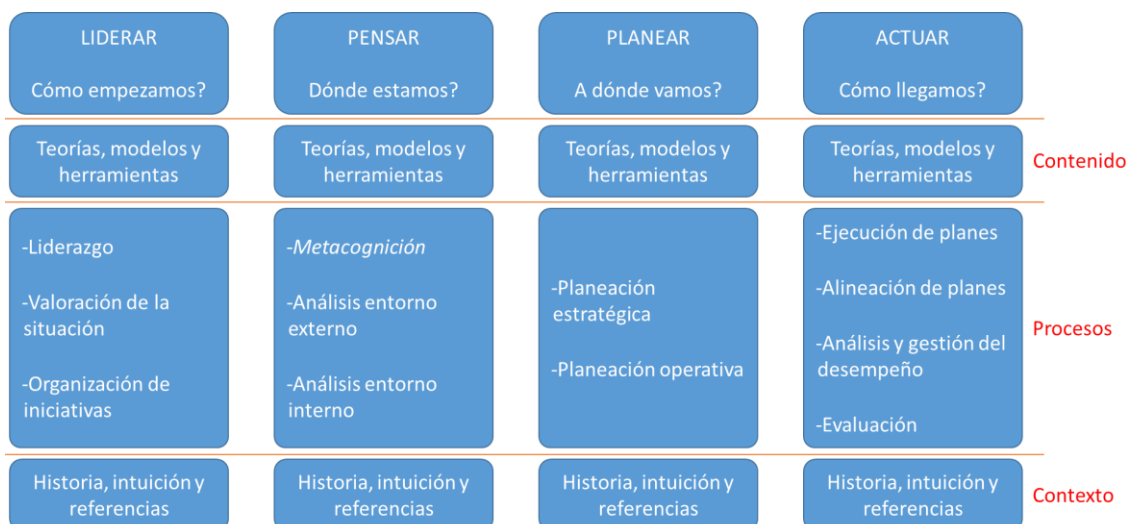 LIDERAR
Cómo empezamos?
PENSAR
Dónde estamos?
PLANEAR
A dónde vamos?
ACTUAR
Cómo llegamos?
Teorías, modelos y
herramientas
Teorías, modelos y
herramientas
Teorías, modelos y
herramientas
Teorías, modelos y
herramientas
Contenido
-Liderazgo
-Valoración de la
situación
-Organización de
iniciativas
-Metacognición
-Análisis entorno
externo
-Análisis entorno
interno
-Planeación
estratégica
-Planeación operativa
-Ejecución de planes
-Alineación de planes
-Análisis y gestión del
desempeño
-Evaluación
Procesos
Historia, intuición y
referencias
Historia, intuición y
referencias
Historia, intuición y
referencias
Historia, intuición y
referencias
Contexto